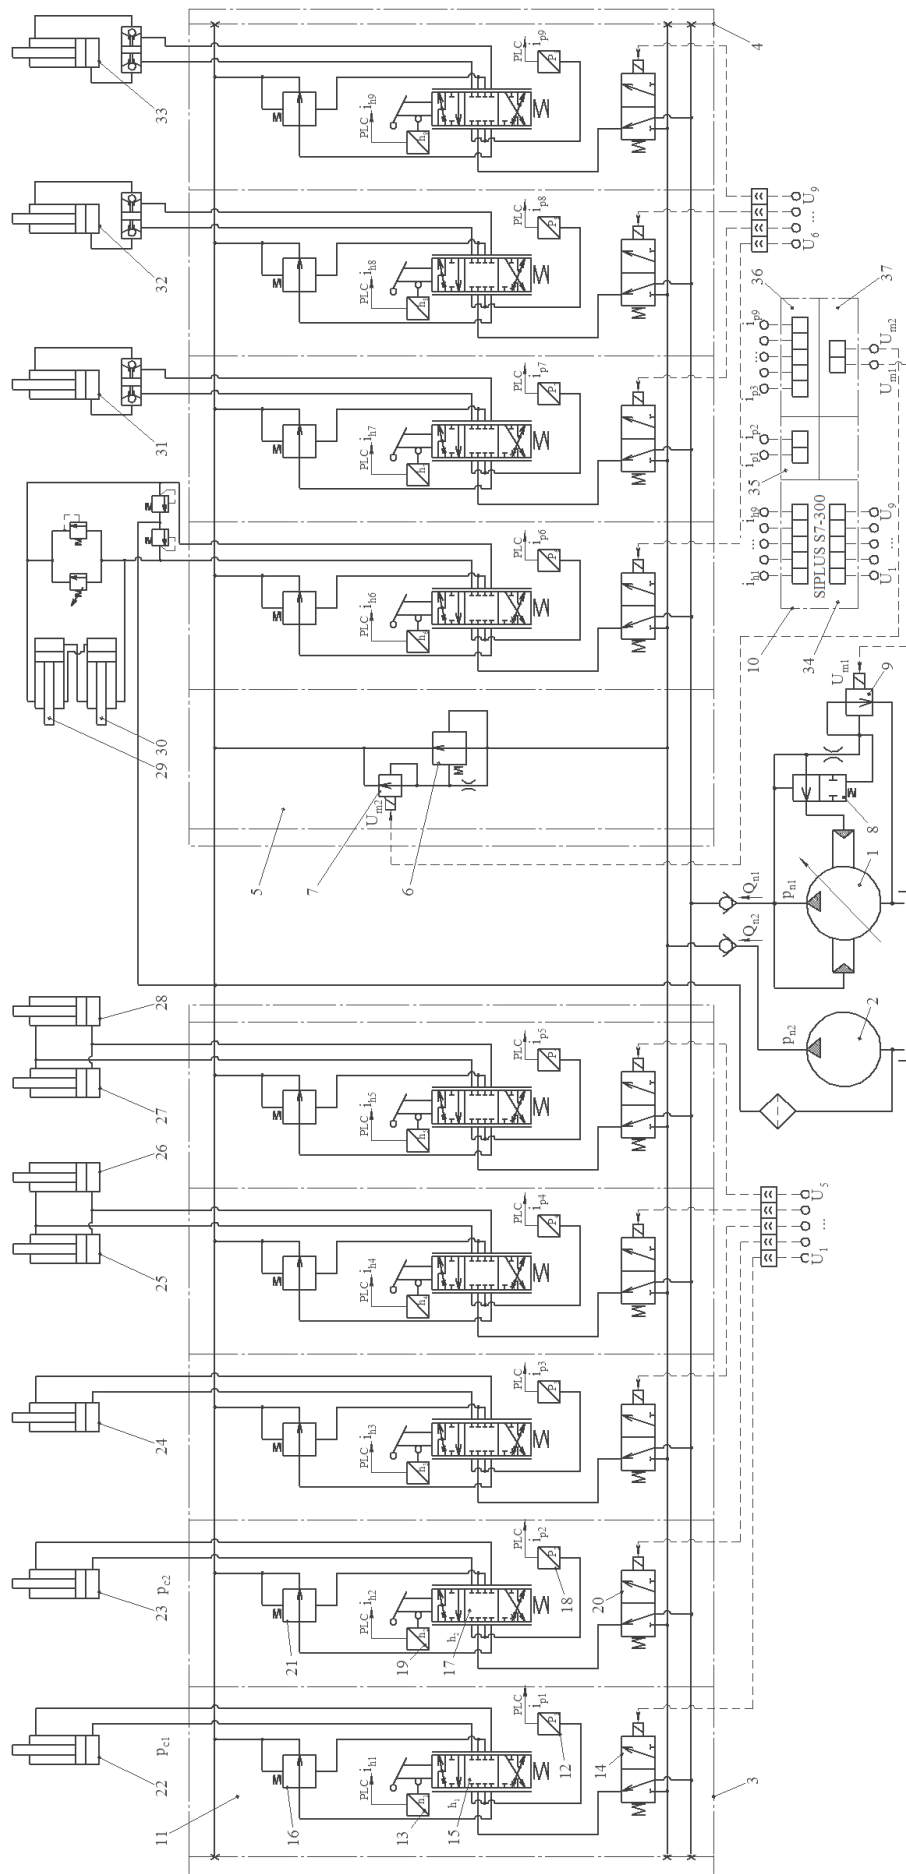 22 p_c1 23 p_c2 24 25 26 27 28 29 30 31 32 33
11 5
16 21 7
PLC i_h1 PLC i_h2 PLC i_h3 PLC i_h4 PLC i_h5 U_m2 PLC i_h6 PLC i_h7 PLC i_h8 PLC i_h9
13 19 6
15 h_1 17 h_2
PLC PLC PLC PLC PLC PLC PLC PLC PLC
i_p1 i_p2 i_p3 i_p4 i_p5 i_p6 i_p7 i_p8 i_p9
P P P P P P P P P
12 18
14 20
3 4
Q_n2 Q_n1
i_h1 ... i_h9 i_p1 i_p2 i_p3 ... i_p9
10 35 36
p_n2 p_n1
U_1 ... U_5
U_6 ... U_9
34 SIPLUS S7-300
U_m1
2 1 8 9
37
U_1 ... U_9
U_m1 U_m2